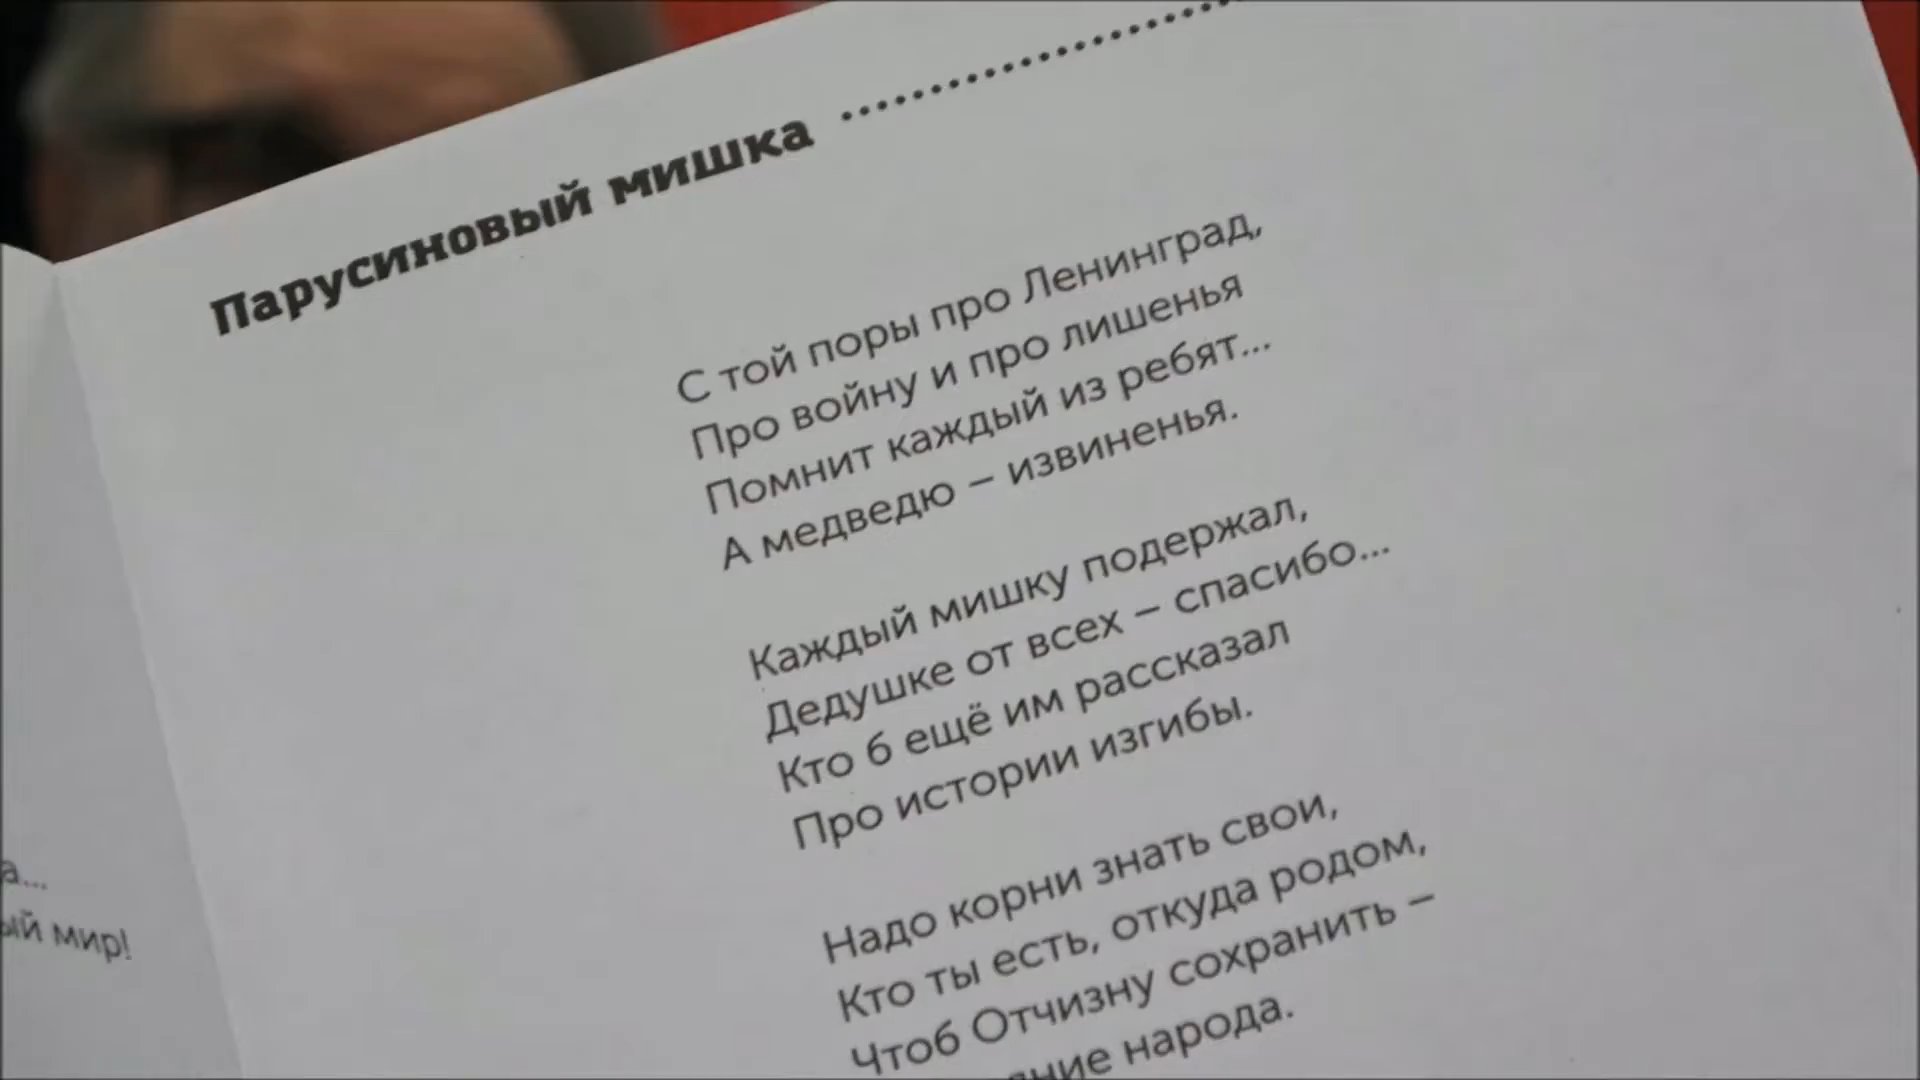 Парусиновый мишка
С той поры про Ленинград,
Про войну и про лишенья
Помнит каждый из ребят...
А медведю – извиненья.
Каждый мишку подержал,
Дедушке от всех – спасибо...
Кто б ещё им рассказал
Про истории изгибы.
Надо корни знать свои,
Кто ты есть, откуда родом,
Чтоб Отчизну сохранить –
народа.
мир!